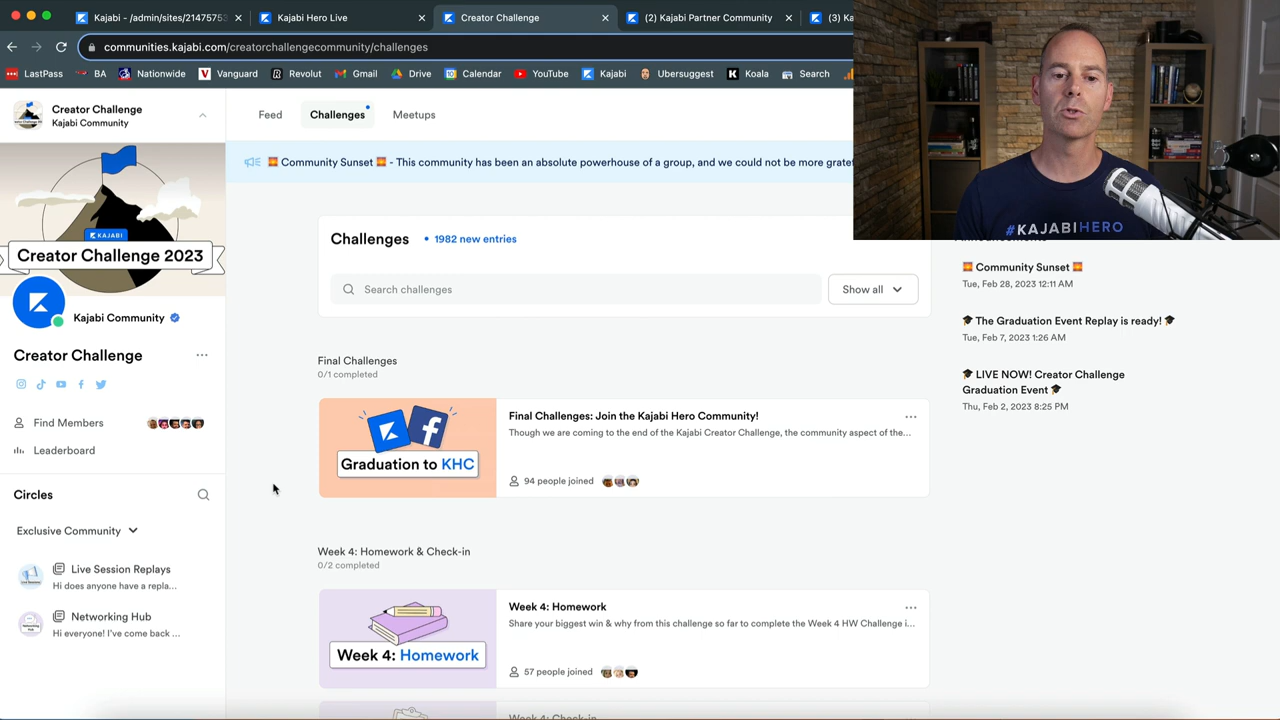 Kajabi - /admin/sites/21475753
Kajabi Hero Live
Creator Challenge
(2) Kajabi Partner Community
(3) Ka
communities.kajabi.com/creatorchallengecommunity/challenges
LastPass
BA
Nationwide
Vanguard
Revolut
Gmail
Drive
Calendar
YouTube
Kajabi
Ubersuggest
Koala
Search
#KAJABIHERO
Creator Challenge
Kajabi Community
KAJABI
Creator Challenge 2023
Kajabi Community
Creator Challenge
Find Members
Leaderboard
Circles
Exclusive Community
Live Session Replays
Hi does anyone have a repla...
Networking Hub
Hi everyone! I've come back ...
Feed
Challenges
Meetups
Community Sunset - This community has been an absolute powerhouse of a group, and we could not be more gratef
Challenges • 1982 new entries
Search challenges
Show all
Final Challenges
0/1 completed
Graduation to KHC
Final Challenges: Join the Kajabi Hero Community!
Though we are coming to the end of the Kajabi Creator Challenge, the community aspect of the...
94 people joined
Week 4: Homework & Check-in
0/2 completed
Week 4: Homework
Week 4: Homework
Share your biggest win & why from this challenge so far to complete the Week 4 HW Challenge i...
57 people joined
Week 4: Check-in
Announcements
Community Sunset
Tue, Feb 28, 2023 12:11 AM
The Graduation Event Replay is ready!
Tue, Feb 7, 2023 1:26 AM
LIVE NOW! Creator Challenge
Graduation Event
Thu, Feb 2, 2023 8:25 PM